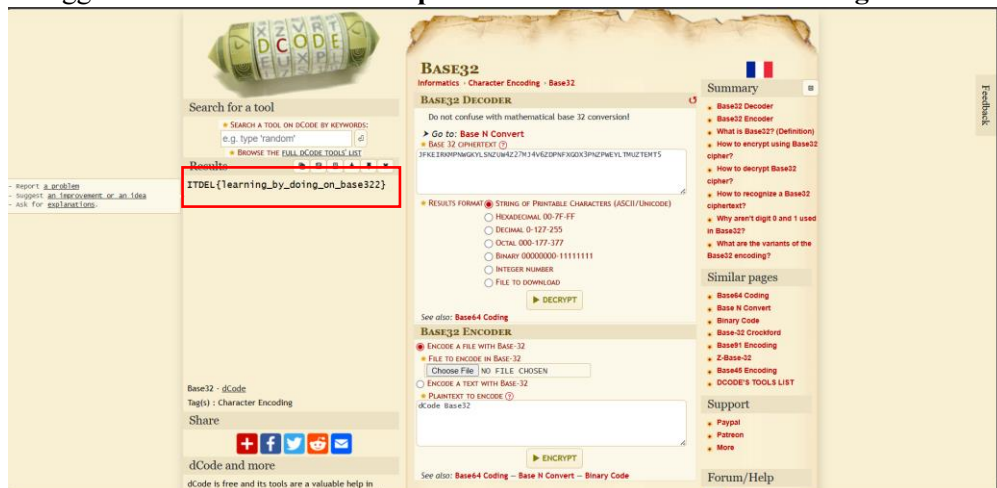 DCODE
Search for a tool
★ SEARCH A TOOL ON DCODE BY KEYWORDS:
e.g. type 'random'
★ BROWSE THE FULL DCODE TOOLS' LIST
Results
ITDEL{learning_by_doing_on_base322}
- Report a problem
- Suggest an improvement or an idea
- Ask for explanations.
Base32 - dCode
Tag(s) : Character Encoding
Share
dCode and more
dCode is free and its tools are a valuable help in
BASE32
Informatics - Character Encoding - Base32
BASE32 DECODER
Do not confuse with mathematical base 32 conversion!
➤ Go to: Base N Convert
★ BASE 32 CIPHERTEXT (?)
★ RESULTS FORMAT STRING OF PRINTABLE CHARACTERS (ASCII/UNICODE)
HEXADECIMAL 00-7F-FF
DECIMAL 0-127-255
OCTAL 000-177-377
BINARY 00000000-11111111
INTEGER NUMBER
FILE TO DOWNLOAD
▶ DECRYPT
See also: Base64 Coding
BASE32 ENCODER
ENCODE A FILE WITH BASE-32
★ FILE TO ENCODE IN BASE-32
Choose File NO FILE CHOSEN
ENCODE A TEXT WITH BASE-32
★ PLAINTEXT TO ENCODE (?)
dCode Base32
▶ ENCRYPT
See also: Base64 Coding — Base N Convert — Binary Code
Summary
Base32 Decoder
Base32 Encoder
What is Base32? (Definition)
How to encrypt using Base32
cipher?
How to decrypt Base32
cipher?
How to recognize a Base32
ciphertext?
Why aren't digit 0 and 1 used
in Base32?
What are the variants of the
Base32 encoding?
Similar pages
Base64 Coding
Base N Convert
Binary Code
Base-32 Crockford
Base91 Encoding
Z-Base-32
Base45 Encoding
DCODE'S TOOLS LIST
Support
Paypal
Patreon
More
Forum/Help
Feedback